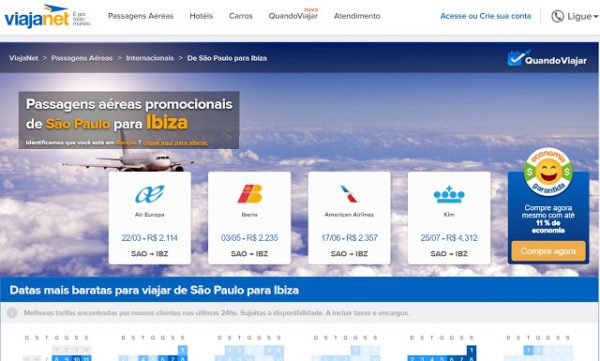 viajanet É pro todo mundo.
Passagens Aéreas Hotéis Carros QuandoViajar novo Atendimento Acesse ou Crie sua conta Ligue
ViajaNet > Passagens Aéreas > Internacionais > De São Paulo para Ibiza
QuandoViajar
Passagens aéreas promocionais
de São Paulo para Ibiza
Identificamos que você está em ? clique aqui para alterar.
Air Europa
22/03 - R$ 2.114
SAO → IBZ
Iberia
03/05 - R$ 2.235
SAO → IBZ
American Airlines
17/06 - R$ 2.357
SAO → IBZ
KLM
Klm
25/07 - R$ 4.312
SAO → IBZ
economia
garantida
Compre agora
mesmo com até
11 % de
economia
Compre agora
Datas mais baratas para viajar de São Paulo para Ibiza
Melhores tarifas encontradas por nossos clientes nas últimas 24hs. Sujeitas à disponibilidade. A incluir taxas e encargos.
D S T Q Q S S D S T Q Q S S D S T Q Q S S D S T Q Q S S D S T Q Q S S D S T Q Q S S